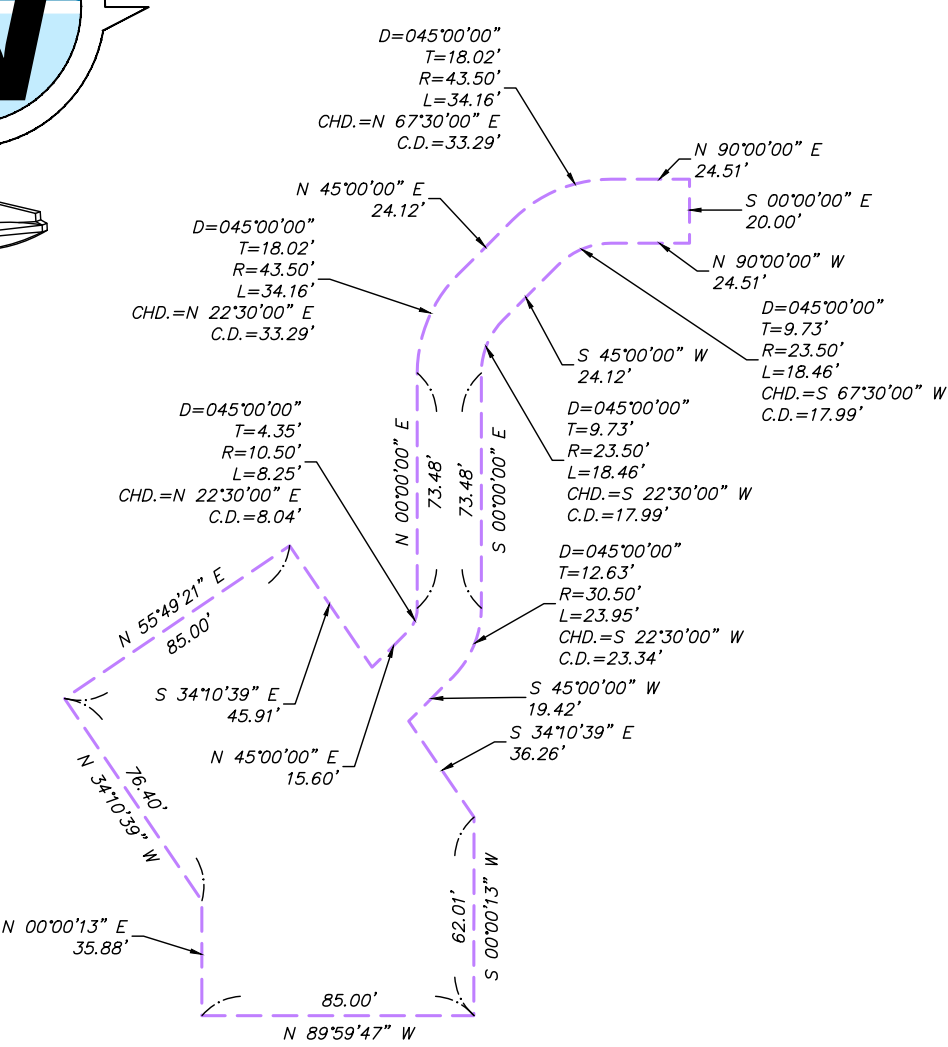 D=045°00'00"
T=18.02'
R=43.50'
L=34.16'
CHD.=N 67°30'00" E
C.D.=33.29'
N 90°00'00" E
24.51'
N 45°00'00" E
24.12'
S 00°00'00" E
20.00'
D=045°00'00"
T=18.02'
R=43.50'
L=34.16'
CHD.=N 22°30'00" E
C.D.=33.29'
N 90°00'00" W
24.51'
D=045°00'00"
T=9.73'
R=23.50'
L=18.46'
CHD.=S 67°30'00" W
C.D.=17.99'
S 45°00'00" W
24.12'
D=045°00'00"
T=4.35'
R=10.50'
L=8.25'
CHD.=N 22°30'00" E
C.D.=8.04'
N 00°00'00" E
73.48'
73.48'
S 00°00'00" E
D=045°00'00"
T=9.73'
R=23.50'
L=18.46'
CHD.=S 22°30'00" W
C.D.=17.99'
D=045°00'00"
T=12.63'
R=30.50'
L=23.95'
CHD.=S 22°30'00" W
C.D.=23.34'
N 55°49'21" E
85.00'
S 34°10'39" E
45.91'
S 45°00'00" W
19.42'
N 45°00'00" E
15.60'
S 34°10'39" E
36.26'
76.40'
N 34°10'39" W
N 00°00'13" E
35.88'
62.01'
S 00°00'13" W
85.00'
N 89°59'47" W